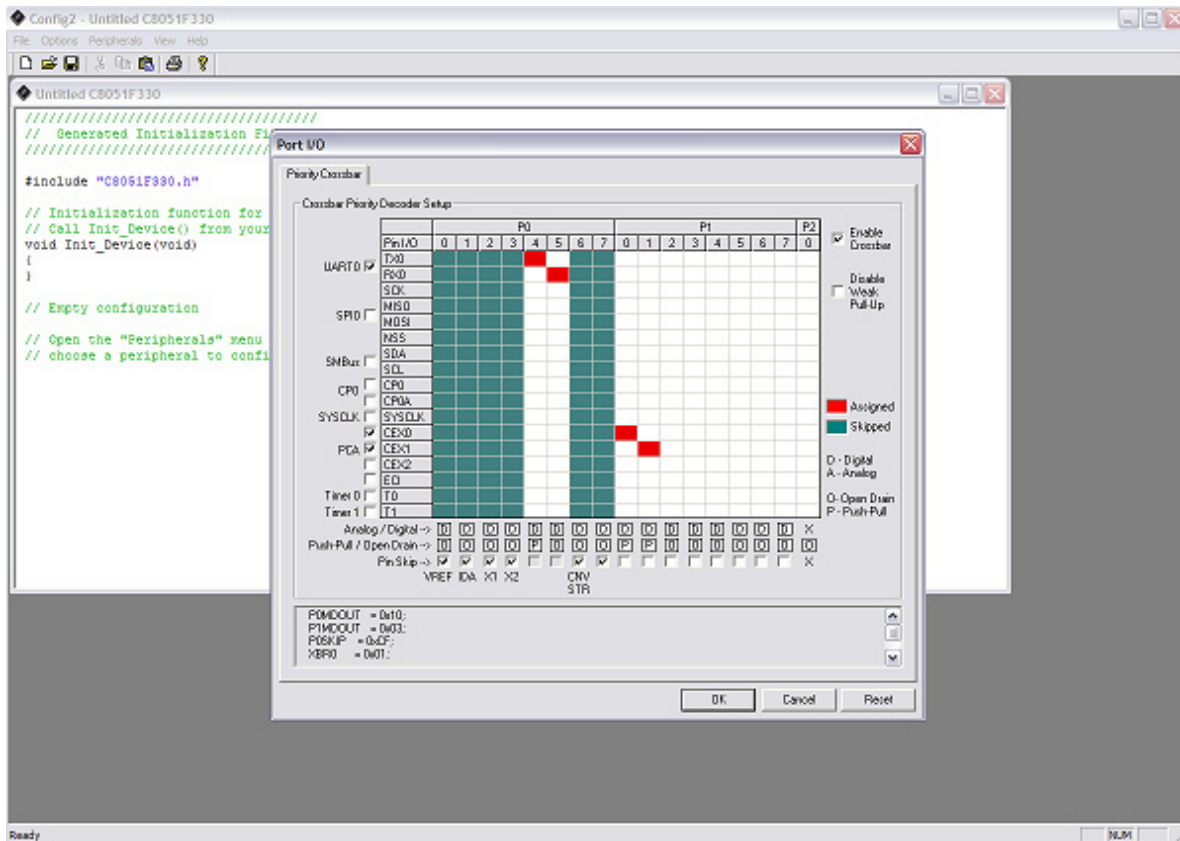 Config2 - Untitled C8051F330
File Options Peripherals View Help
Untitled C8051F330
/////////////////////////////////////
// Generated Initialization Fi
#include "C8051F330.h"
// Initialization function for
// Call Init_Device() from your
void Init_Device(void)
{
}
// Empty configuration
// Open the "Peripherals" menu
// choose a peripheral to confi
Port I/O
Priority Crossbar
Crossbar Priority Decoder Setup
P0 P1 P2
Pin I/O 0 1 2 3 4 5 6 7 0 1 2 3 4 5 6 7 0
UART0 TX0
RX0
SCK
SPI0 MISO
MOSI
NSS
SMBus SDA
SCL
CP0 CP0
CP0A
SYSCLK SYSCLK
CEX0
PCA CEX1
CEX2
ECI
Timer 0 T0
Timer 1 T1
Analog / Digital -> D D D D D D D D D D D D D D D D X
Push-Pull / Open Drain -> O O O O P O O O P P O O O O O O O
Pin Skip -> X
VREF IDA X1 X2 CNV STR
Enable Crossbar
Disable Weak Pull-Up
Assigned
Skipped
D - Digital
A - Analog
O - Open Drain
P - Push-Pull
P0MDOUT = 0x10;
P1MDOUT = 0x03;
P0SKIP = 0xCF;
XBR0 = 0x01;
OK Cancel Reset
Ready NUM